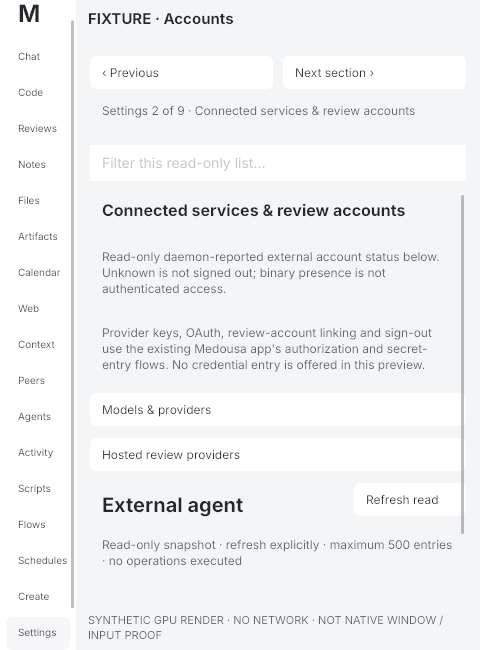 M
Chat
Code
Reviews
Notes
Files
Artifacts
Calendar
Web
Context
Peers
Agents
Activity
Scripts
Flows
Schedules
Create
Settings
FIXTURE · Accounts
‹ Previous
Next section ›
Settings 2 of 9 · Connected services & review accounts
Filter this read-only list...
Connected services & review accounts
Read-only daemon-reported external account status below.
Unknown is not signed out; binary presence is not
authenticated access.
Provider keys, OAuth, review-account linking and sign-out
use the existing Medousa app's authorization and secret-
entry flows. No credential entry is offered in this preview.
Models & providers
Hosted review providers
External agent
Refresh read
Read-only snapshot · refresh explicitly · maximum 500 entries
· no operations executed
SYNTHETIC GPU RENDER · NO NETWORK · NOT NATIVE WINDOW /
INPUT PROOF